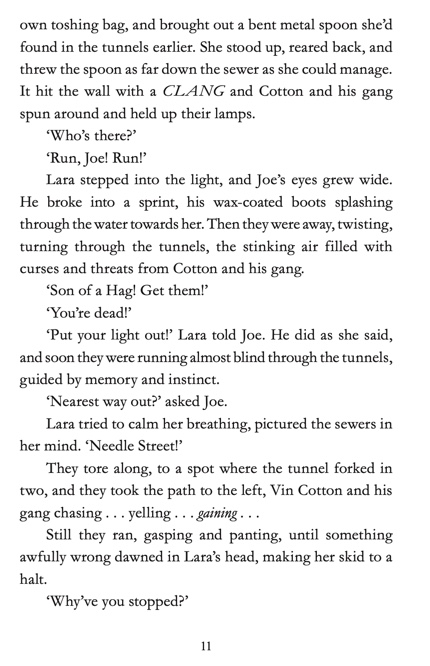 own toshing bag, and brought out a bent metal spoon she’d
found in the tunnels earlier. She stood up, reared back, and
threw the spoon as far down the sewer as she could manage.
It hit the wall with a CLANG and Cotton and his gang
spun around and held up their lamps.
‘Who’s there?’
‘Run, Joe! Run!’
Lara stepped into the light, and Joe’s eyes grew wide.
He broke into a sprint, his wax-coated boots splashing
through the water towards her. Then they were away, twisting,
turning through the tunnels, the stinking air filled with
curses and threats from Cotton and his gang.
‘Son of a Hag! Get them!’
‘You’re dead!’
‘Put your light out!’ Lara told Joe. He did as she said,
and soon they were running almost blind through the tunnels,
guided by memory and instinct.
‘Nearest way out?’ asked Joe.
Lara tried to calm her breathing, pictured the sewers in
her mind. ‘Needle Street!’
They tore along, to a spot where the tunnel forked in
two, and they took the path to the left, Vin Cotton and his
gang chasing . . . yelling . . . gaining . . .
Still they ran, gasping and panting, until something
awfully wrong dawned in Lara’s head, making her skid to a
halt.
‘Why’ve you stopped?’
11